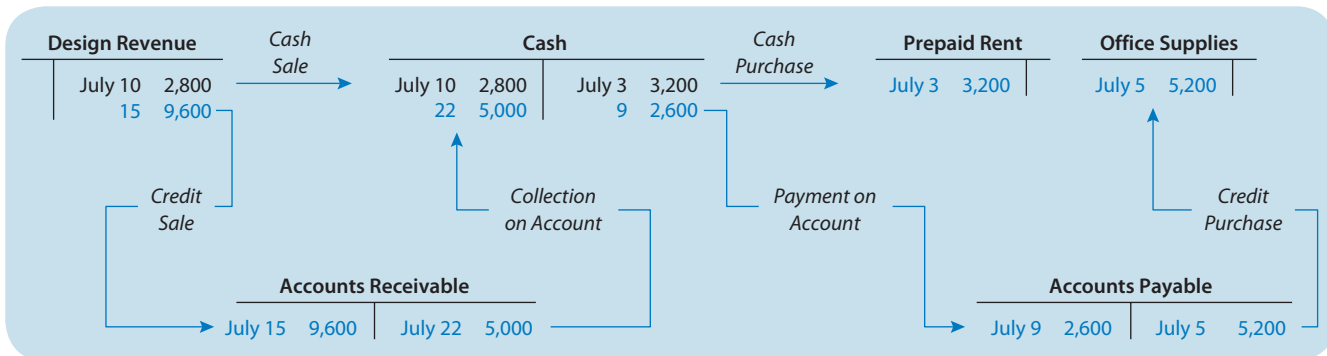 Design Revenue
July 10 2,800
15 9,600
Cash
Sale
Cash
July 10 2,800 July 3 3,200
22 5,000 9 2,600
Cash
Purchase
Prepaid Rent
July 3 3,200
Office Supplies
July 5 5,200
Credit
Sale
Collection
on Account
Payment on
Account
Credit
Purchase
Accounts Receivable
July 15 9,600 July 22 5,000
Accounts Payable
July 9 2,600 July 5 5,200